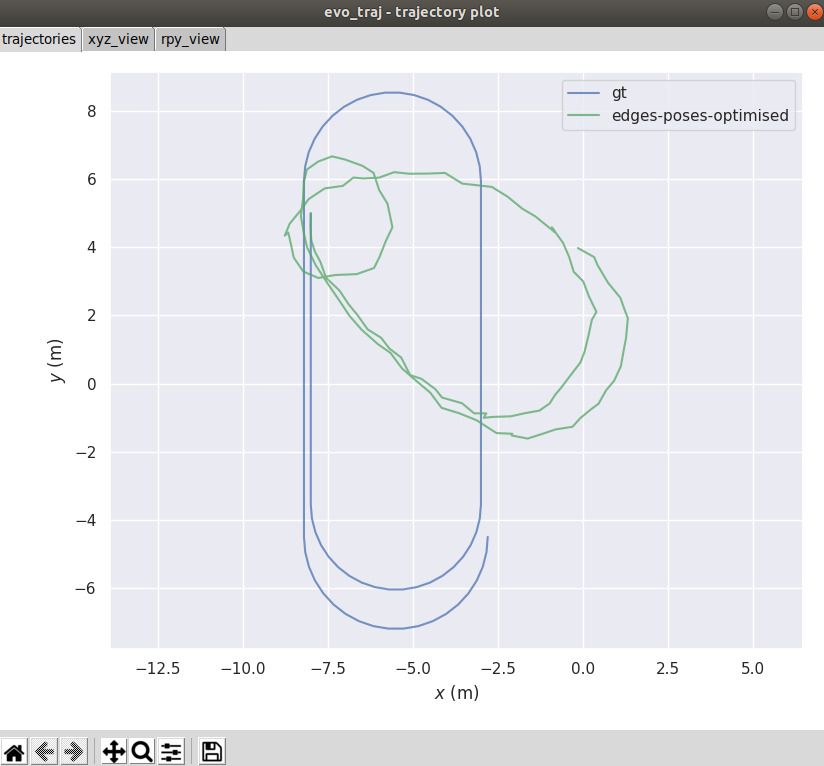 evo_traj - trajectory plot
trajectories xyz_view rpy_view
gt
edges-poses-optimised
8
6
4
2
0
−2
−4
−6
y (m)
−12.5 −10.0 −7.5 −5.0 −2.5 0.0 2.5 5.0
x (m)